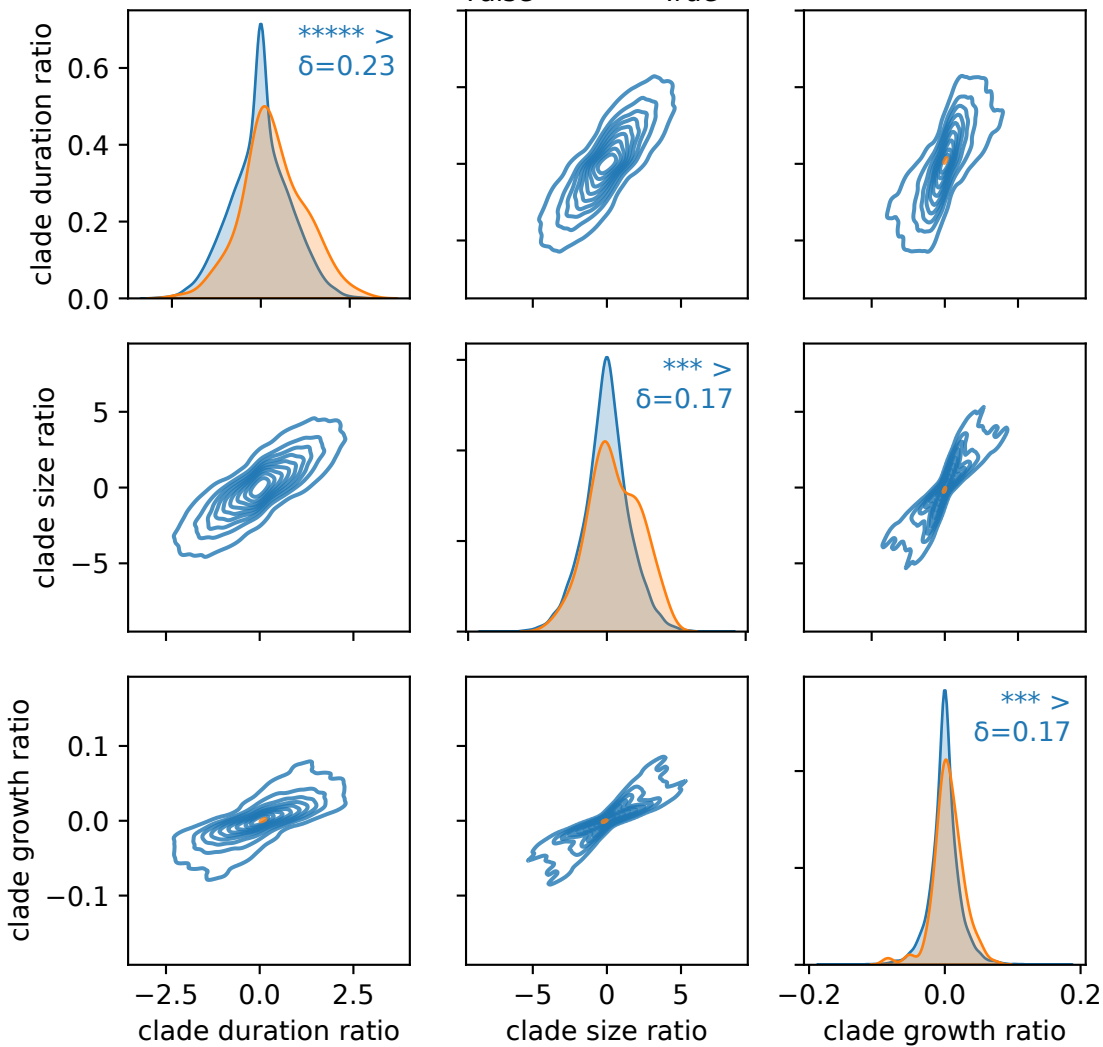 ***** >
δ=0.23
clade duration ratio
0.6
0.4
0.2
0.0
*** >
δ=0.17
clade size ratio
5
0
−5
*** >
δ=0.17
clade growth ratio
0.1
0.0
−0.1
−2.5 0.0 2.5
−5 0 5
−0.2 0.0 0.2
clade duration ratio
clade size ratio
clade growth ratio